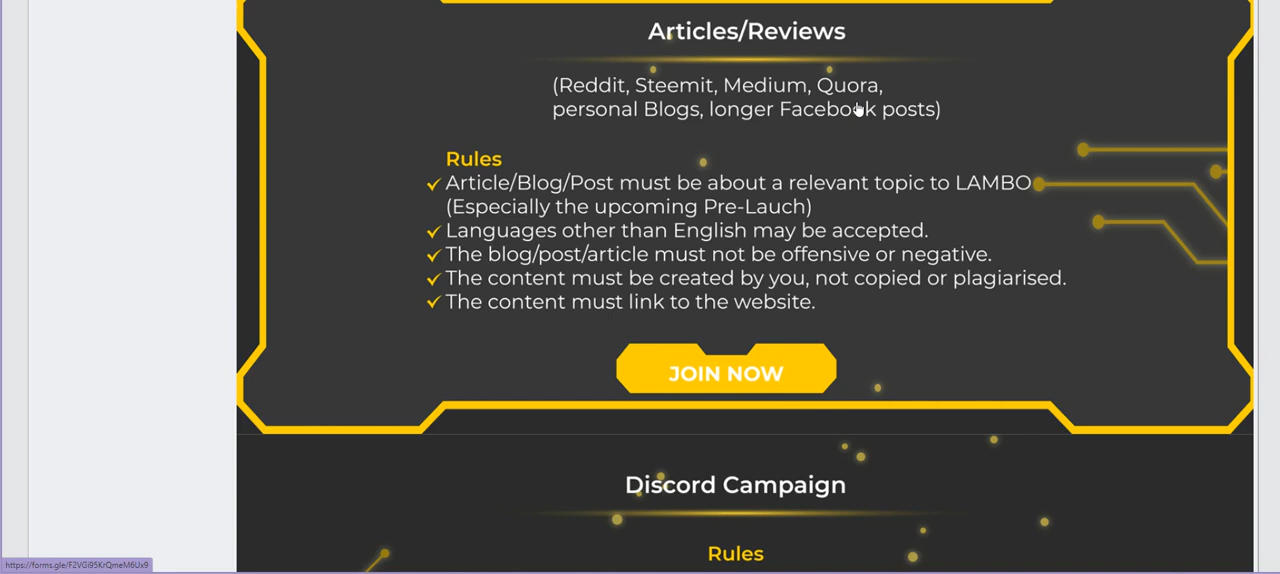 Articles/Reviews
(Reddit, Steemit, Medium, Quora,
personal Blogs, longer Facebook posts)
Rules
Article/Blog/Post must be about a relevant topic to LAMBO
(Especially the upcoming Pre-Lauch)
Languages other than English may be accepted.
The blog/post/article must not be offensive or negative.
The content must be created by you, not copied or plagiarised.
The content must link to the website.
JOIN NOW
Discord Campaign
Rules
https://forms.gle/F2VGi95KrQmeM6Ux9